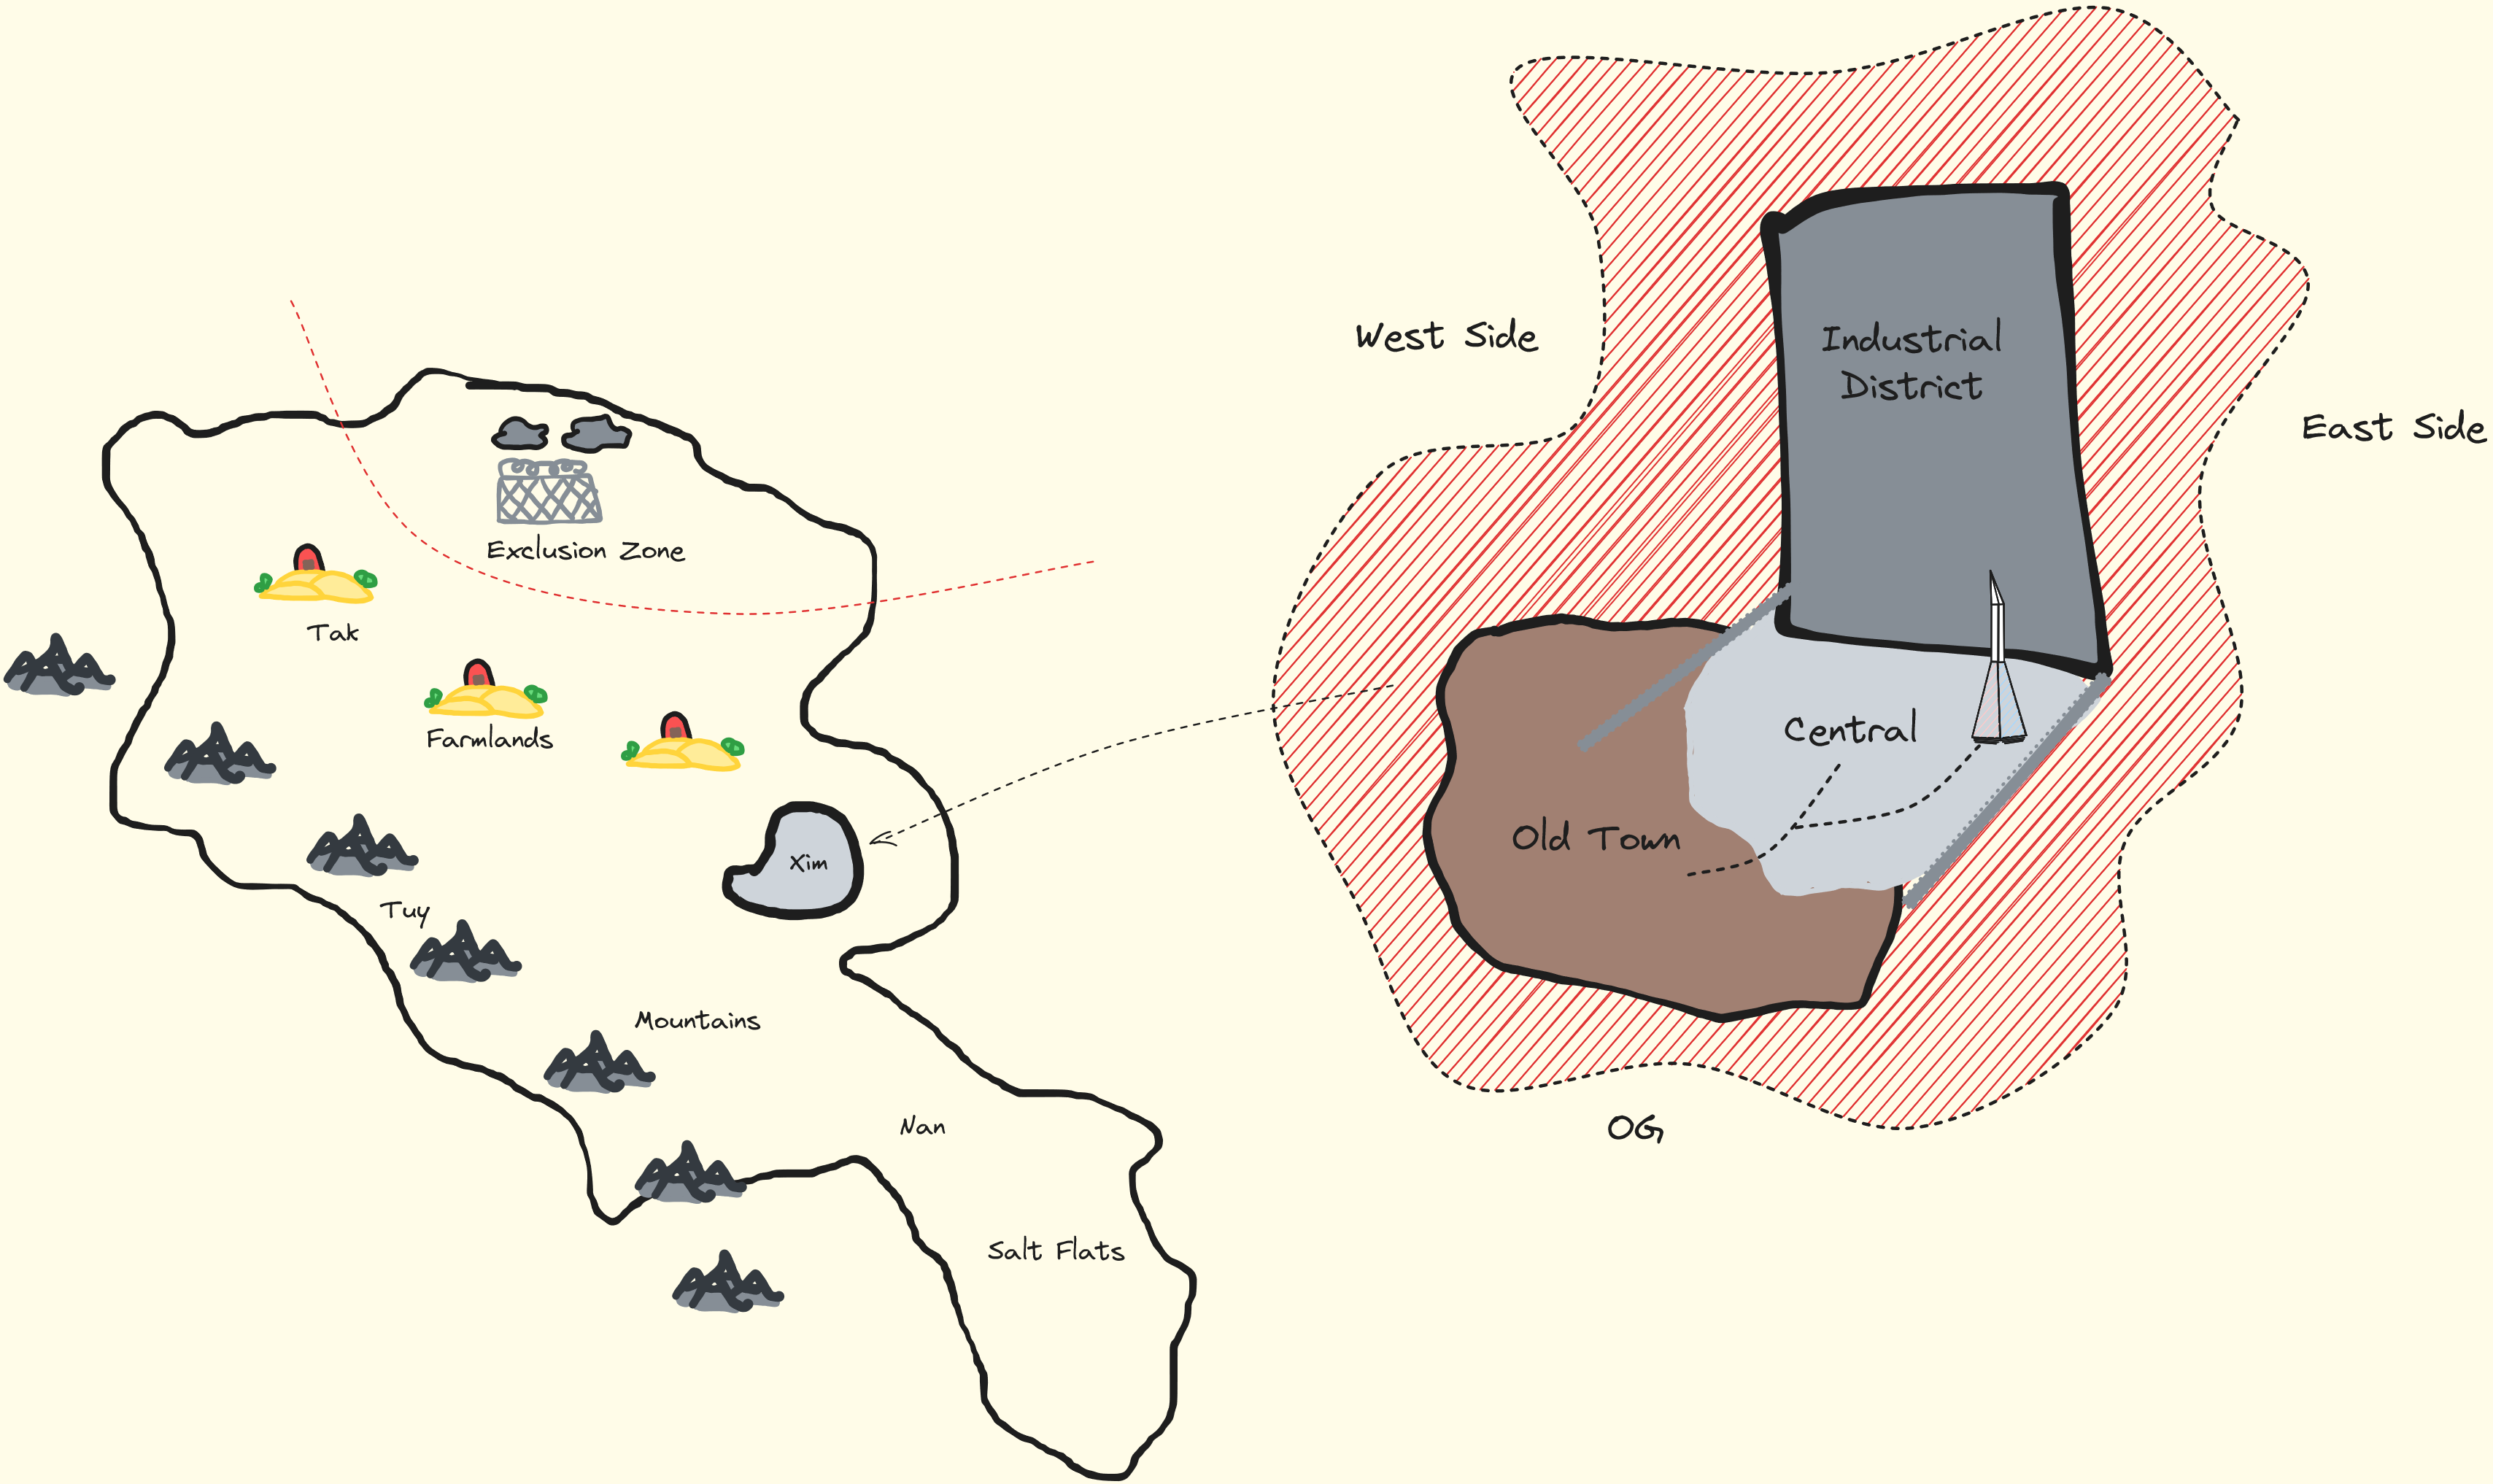 West Side
Industrial
District
East Side
Exclusion Zone
Tak
Farmlands
Central
Old Town
Xim
Tuy
Mountains
Nan
OG
Salt Flats